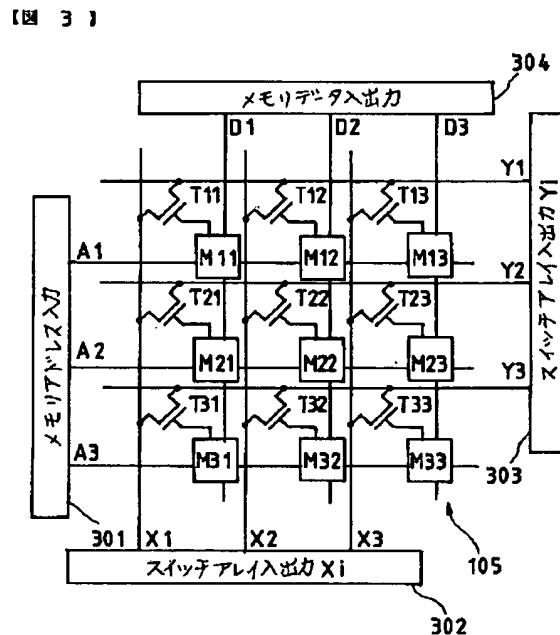 【図 3】
304
メモリデータ入出力
D1 D2 D3
Y1
T11 T12 T13
A1
M11 M12 M13
Y2
T21 T22 T23
A2
M21 M22 M23
Y3
T31 T32 T33
A3
M31 M32 M33
メモリアドレス入力
スイッチアレイ入出力Yi
303
301 X1 X2 X3
105
スイッチアレイ入出力Xi
302